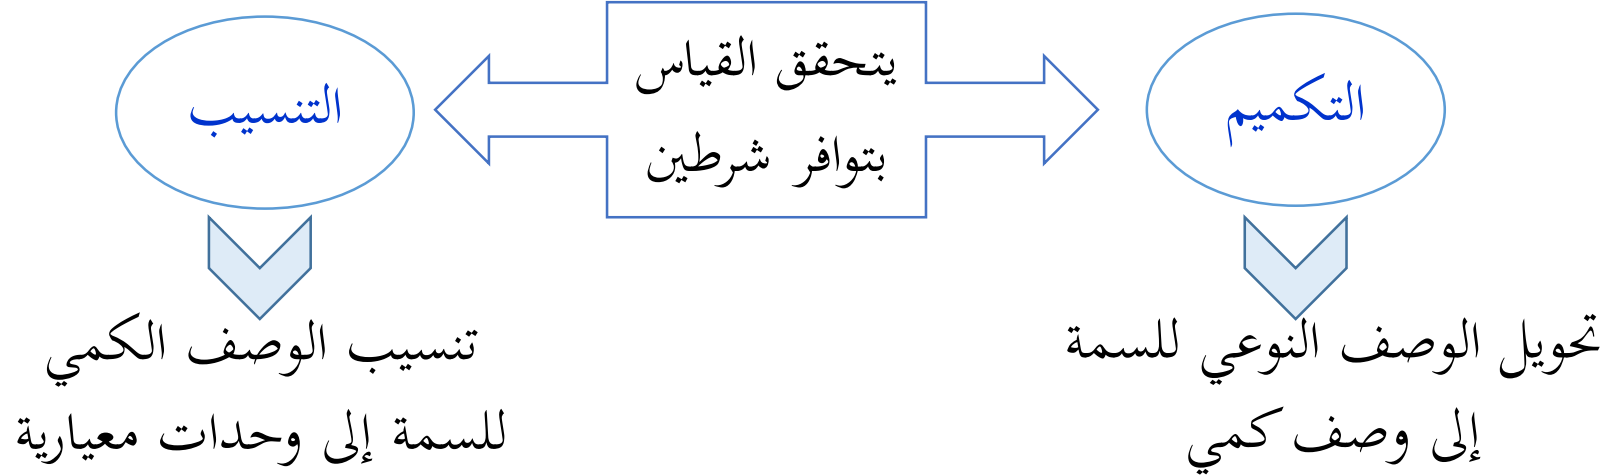 يتحقق القياس
بتوافر شرطين
التكميم
التنسيب
تحويل الوصف النوعي للسمة
إلى وصف كمي
تنسيب الوصف الكمي
للسمة إلى وحدات معيارية